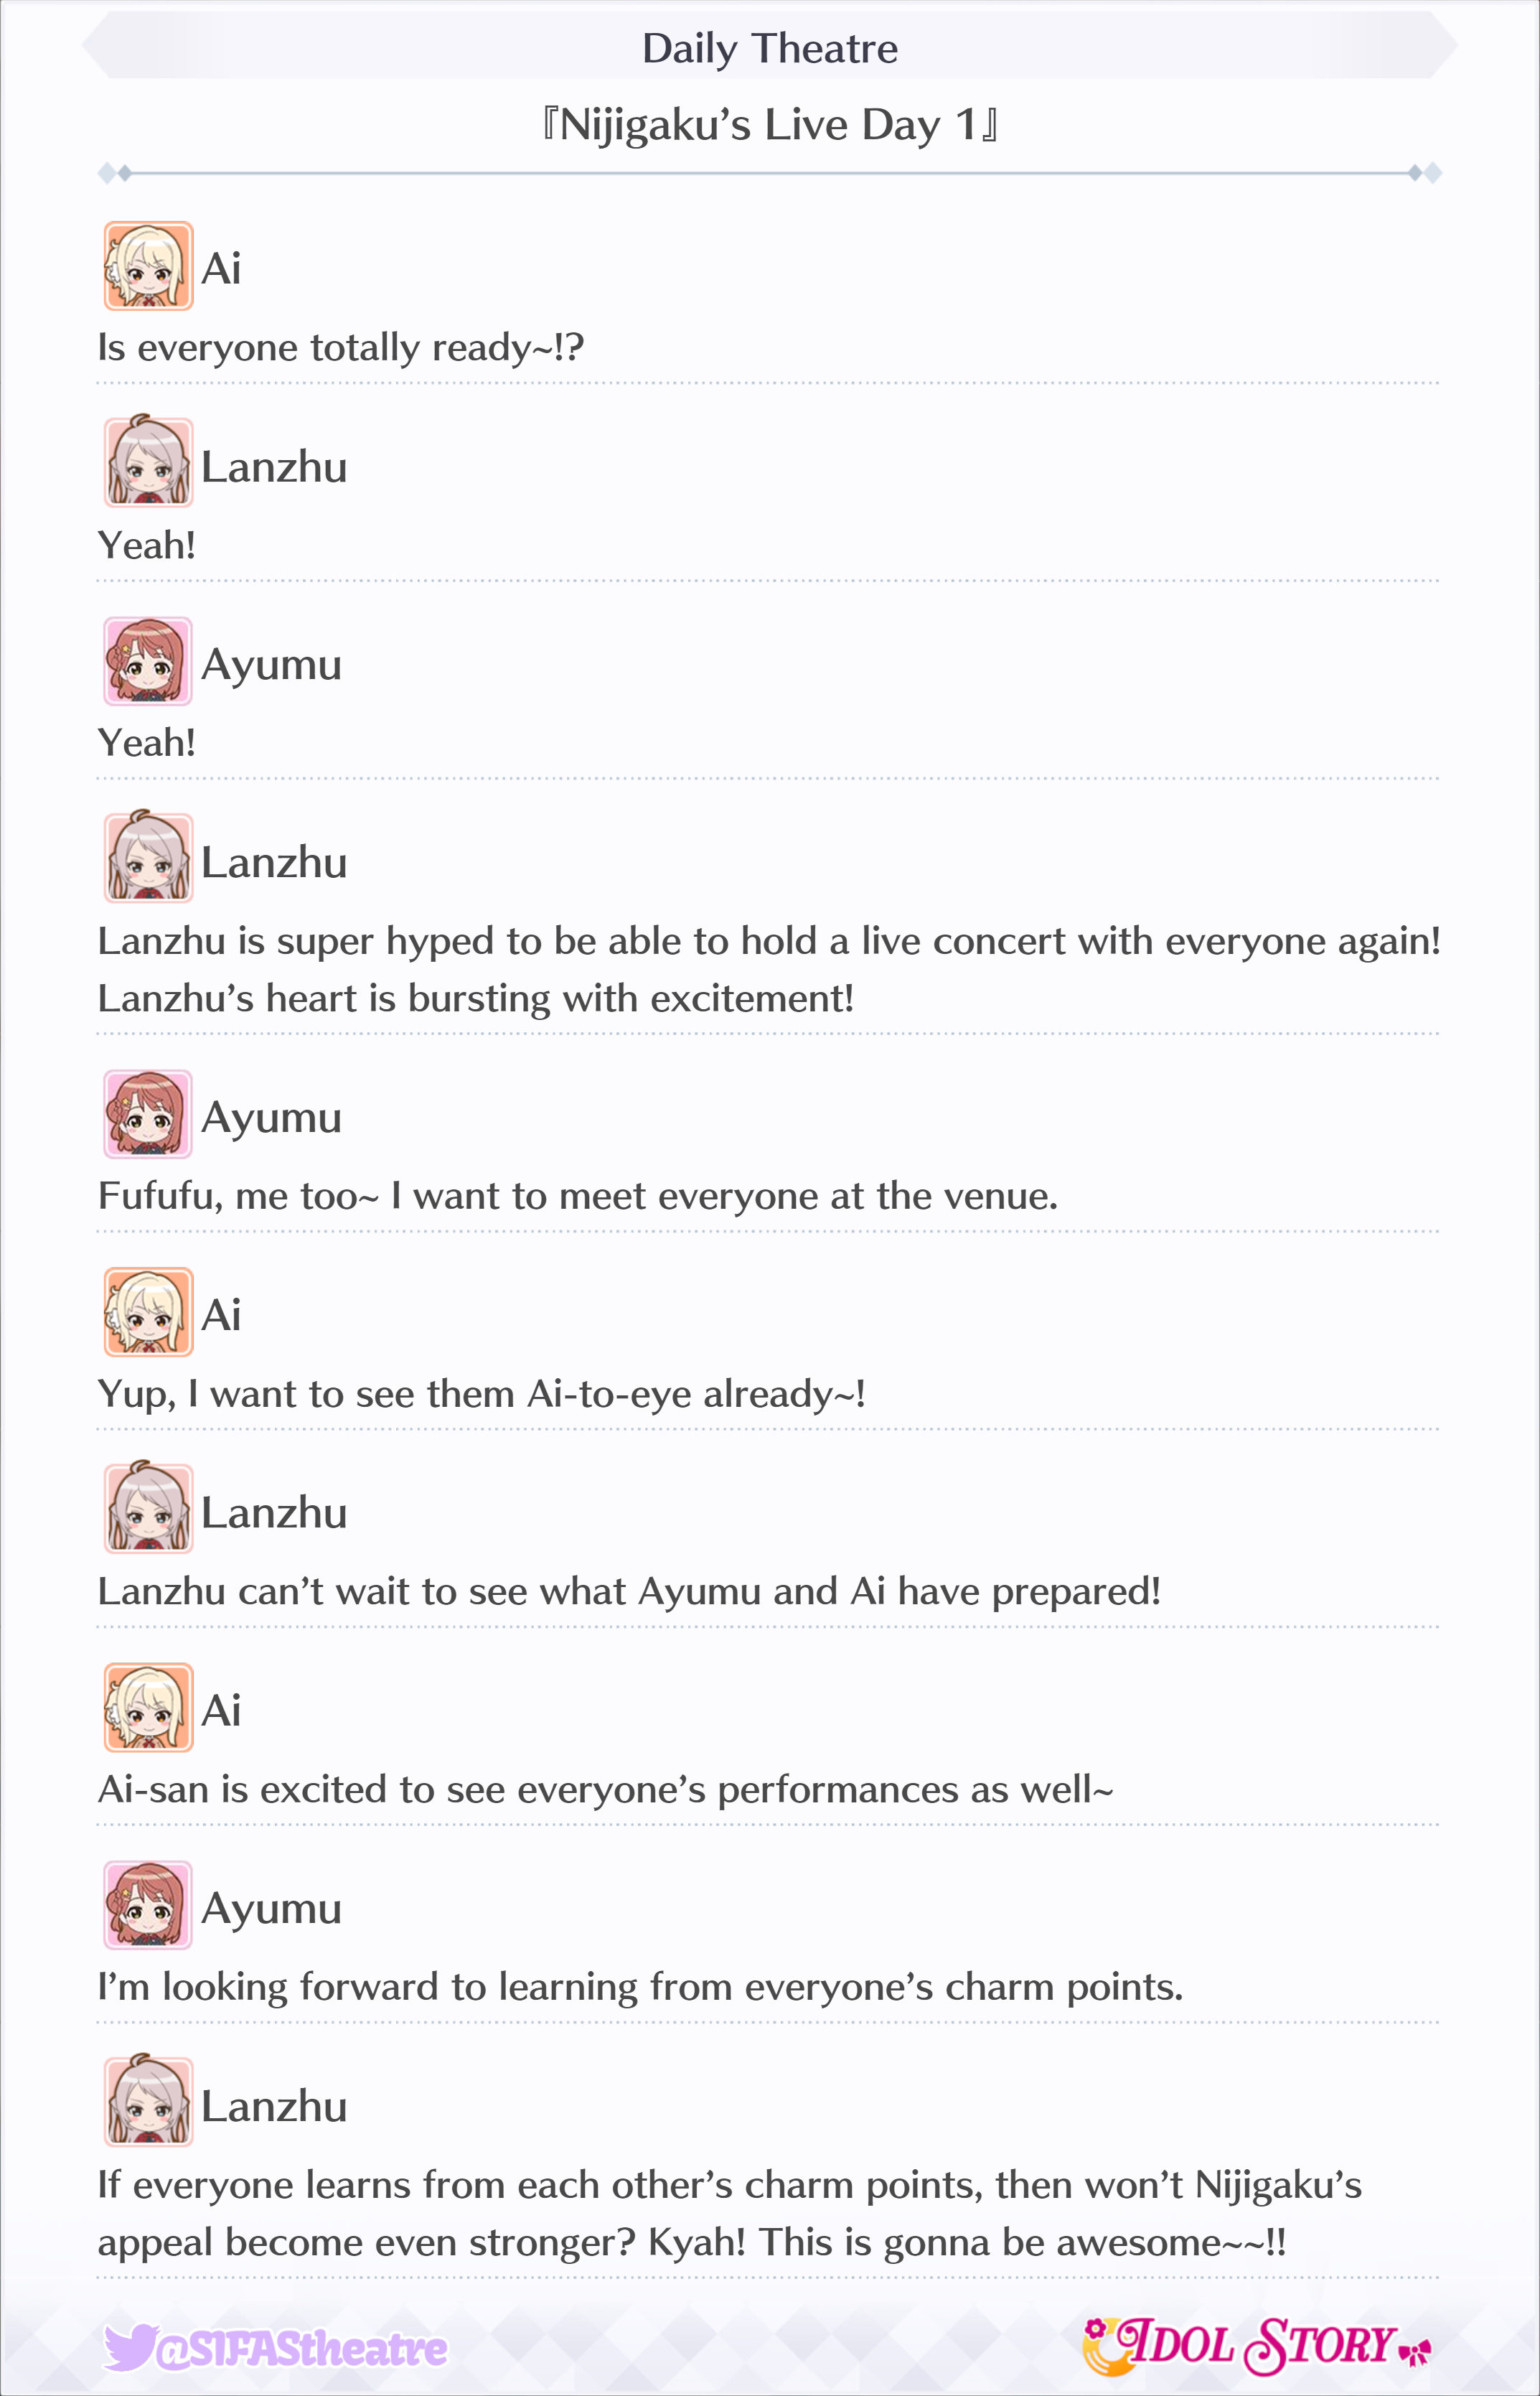 Daily Theatre
『Nijigaku’s Live Day 1』
Ai
Is everyone totally ready~!?
Lanzhu
Yeah!
Ayumu
Yeah!
Lanzhu
Lanzhu is super hyped to be able to hold a live concert with everyone again!
Lanzhu’s heart is bursting with excitement!
Ayumu
Fufufu, me too~ I want to meet everyone at the venue.
Ai
Yup, I want to see them Ai-to-eye already~!
Lanzhu
Lanzhu can’t wait to see what Ayumu and Ai have prepared!
Ai
Ai-san is excited to see everyone’s performances as well~
Ayumu
I’m looking forward to learning from everyone’s charm points.
Lanzhu
If everyone learns from each other’s charm points, then won’t Nijigaku’s
appeal become even stronger? Kyah! This is gonna be awesome~~!!
@SIFAStheatre
IDOL STORY